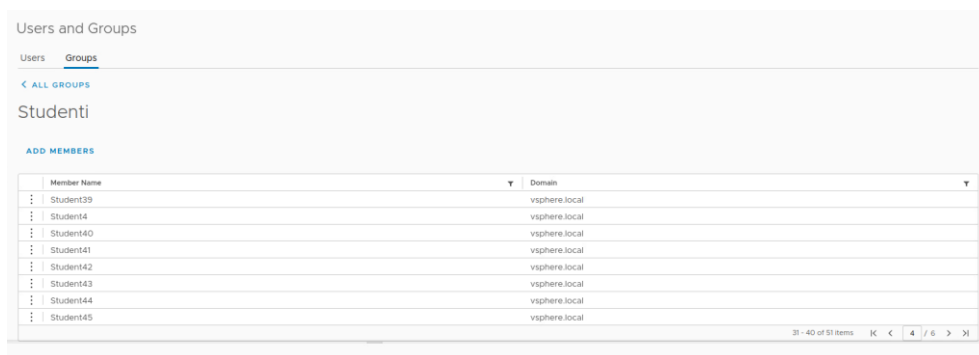 Users and Groups
Users Groups
ALL GROUPS
Studenti
ADD MEMBERS
Member Name Domain
Student39 vsphere.local
Student4 vsphere.local
Student40 vsphere.local
Student41 vsphere.local
Student42 vsphere.local
Student43 vsphere.local
Student44 vsphere.local
Student45 vsphere.local
31 - 40 of 51 items 4 / 6